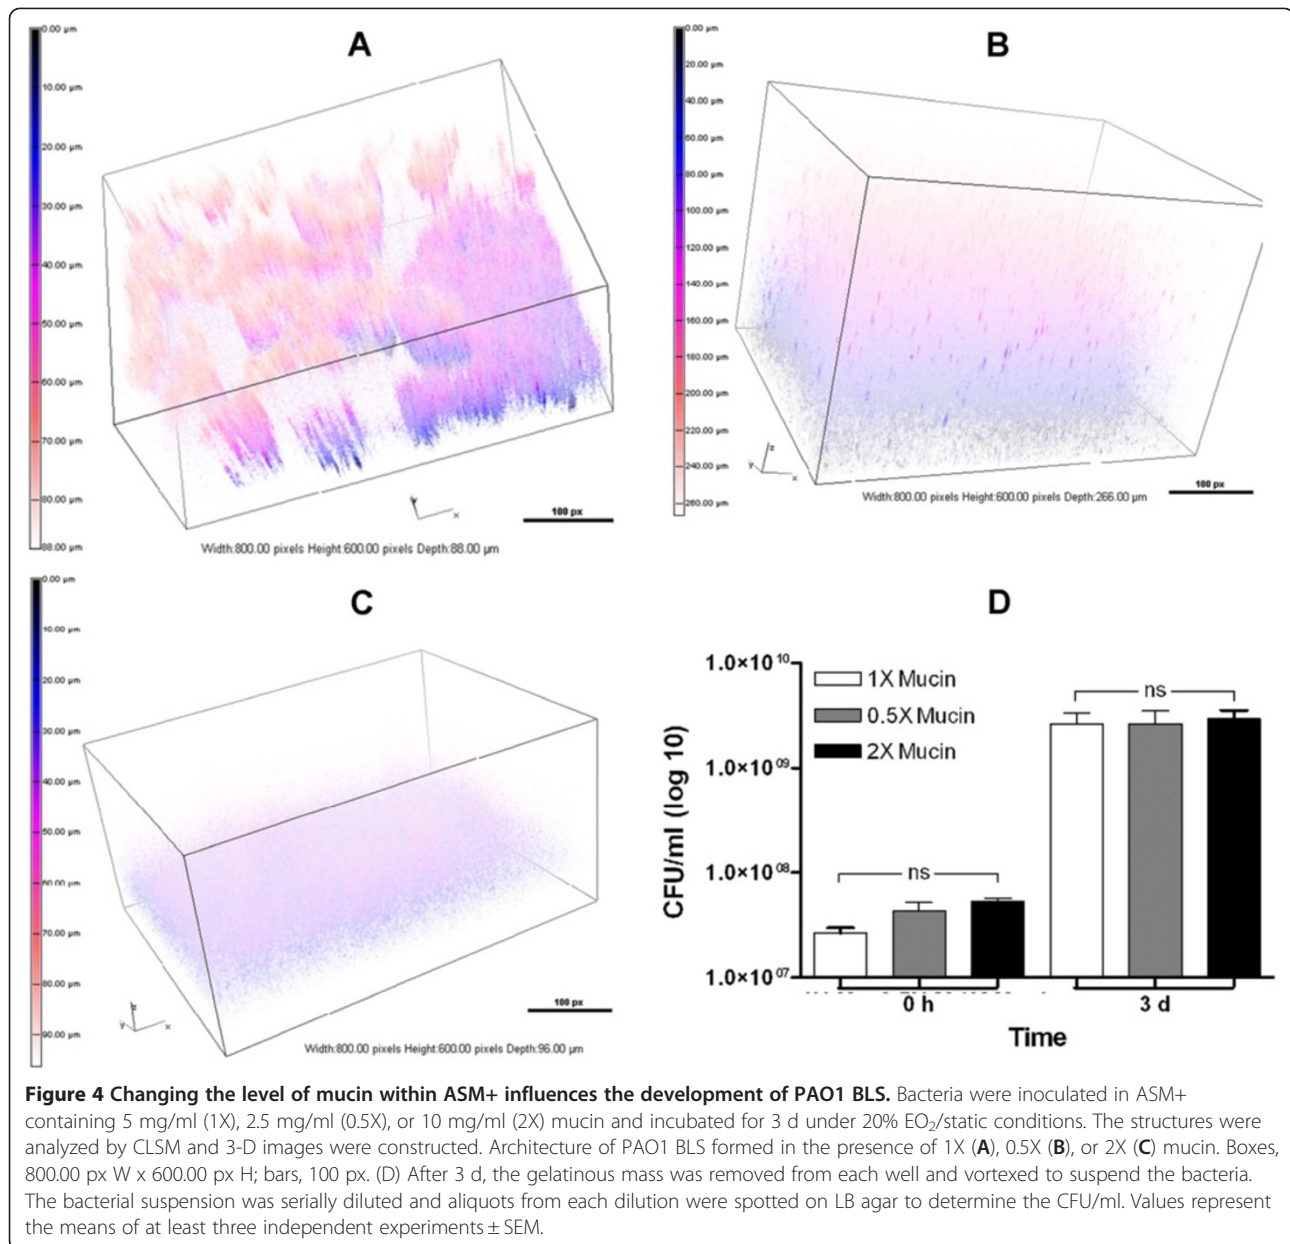 A
0.00 µm
10.00 µm
20.00 µm
30.00 µm
40.00 µm
50.00 µm
60.00 µm
70.00 µm
80.00 µm
88.00 µm
x
100 px
Width:800.00 pixels Height:600.00 pixels Depth:88.00 µm
B
0.00 µm
20.00 µm
40.00 µm
60.00 µm
80.00 µm
100.00 µm
120.00 µm
140.00 µm
160.00 µm
180.00 µm
200.00 µm
220.00 µm
240.00 µm
260.00 µm
z
y
x
100 px
Width:800.00 pixels Height:600.00 pixels Depth:266.00 µm
C
0.00 µm
10.00 µm
20.00 µm
30.00 µm
40.00 µm
50.00 µm
60.00 µm
70.00 µm
80.00 µm
90.00 µm
z
y
x
100 px
Width:800.00 pixels Height:600.00 pixels Depth:96.00 µm
D
1.0×10 10
1.0×10 09
1.0×10 08
1.0×10 07
CFU/ml (log 10)
1X Mucin
0.5X Mucin
2X Mucin
ns
ns
0 h
3 d
Time
Figure 4 Changing the level of mucin within ASM+ influences the development of PAO1 BLS. Bacteria were inoculated in ASM+
containing 5 mg/ml (1X), 2.5 mg/ml (0.5X), or 10 mg/ml (2X) mucin and incubated for 3 d under 20% EO2/static conditions. The structures were
analyzed by CLSM and 3-D images were constructed. Architecture of PAO1 BLS formed in the presence of 1X (A), 0.5X (B), or 2X (C) mucin. Boxes,
800.00 px W x 600.00 px H; bars, 100 px. (D) After 3 d, the gelatinous mass was removed from each well and vortexed to suspend the bacteria.
The bacterial suspension was serially diluted and aliquots from each dilution were spotted on LB agar to determine the CFU/ml. Values represent
the means of at least three independent experiments ± SEM.